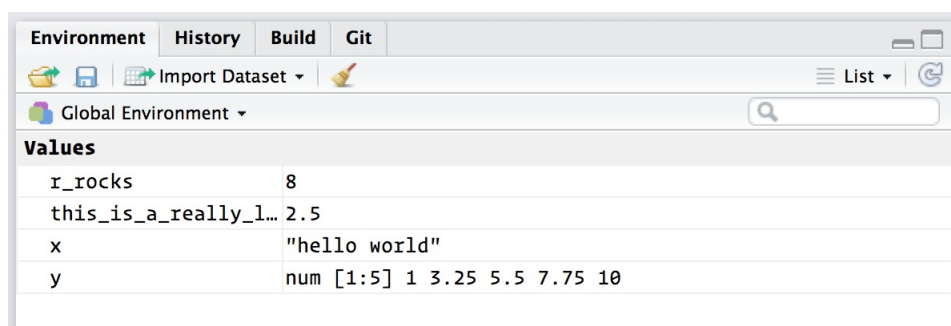 Environment History Build Git
Import Dataset List
Global Environment
Values
r_rocks 8
this_is_a_really_l… 2.5
x "hello world"
y num [1:5] 1 3.25 5.5 7.75 10